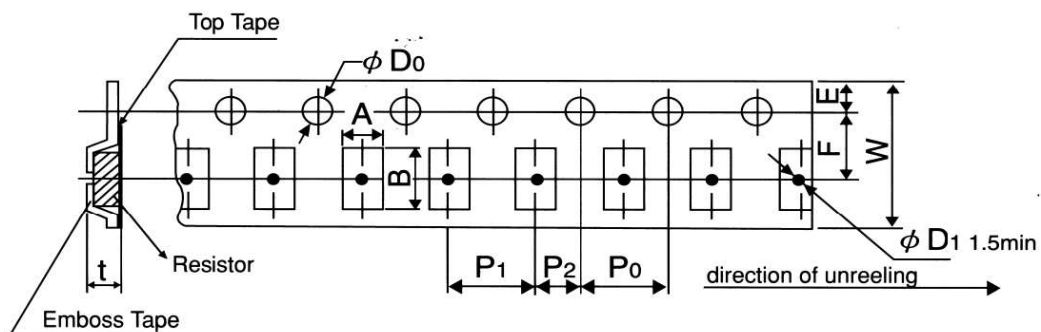 Top Tape
φ D0
A
B
E
F
W
φ D1 1.5min
P1
P2
P0
t
Resistor
direction of unreeling
Emboss Tape